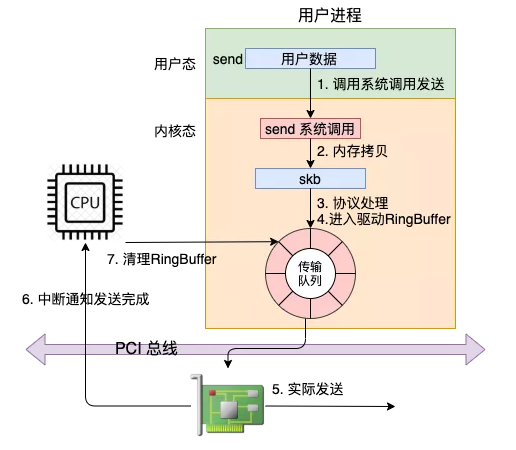 用户进程
用户态
send
用户数据
1. 调用系统调用发送
内核态
send 系统调用
2. 内存拷贝
skb
3. 协议处理
4.进入驱动RingBuffer
CPU
传输
队列
7. 清理RingBuffer
6. 中断通知发送完成
PCI 总线
5. 实际发送